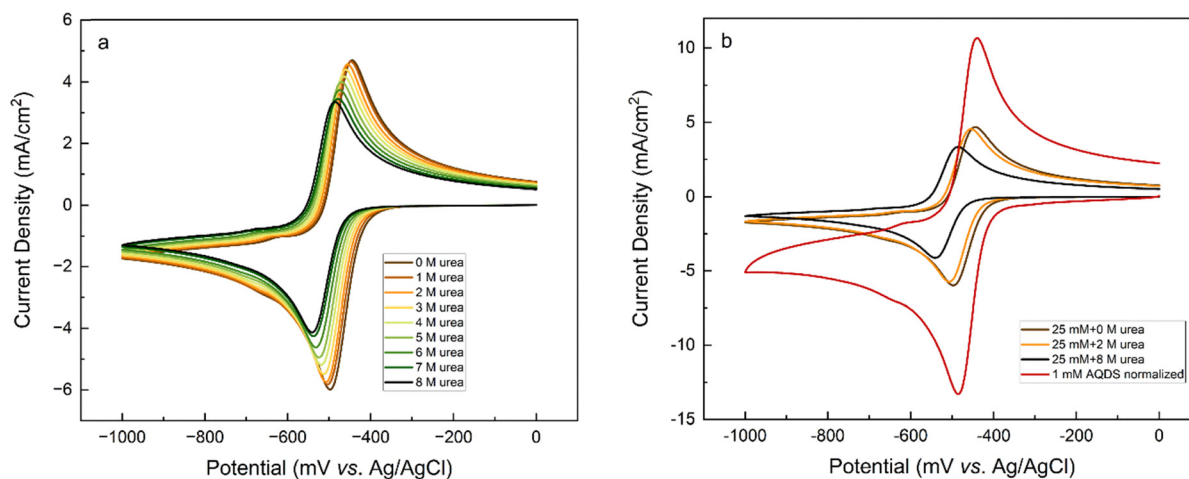 a
6
4
2
0
−2
−4
−6
Current Density (mA/cm²)
0 M urea
1 M urea
2 M urea
3 M urea
4 M urea
5 M urea
6 M urea
7 M urea
8 M urea
−1000 −800 −600 −400 −200 0
Potential (mV vs. Ag/AgCl)
b
10
5
0
-5
-10
-15
Current Density (mA/cm²)
25 mM+0 M urea
25 mM+2 M urea
25 mM+8 M urea
1 mM AQDS normalized
-1000 -800 -600 -400 -200 0
Potential (mV vs. Ag/AgCl)